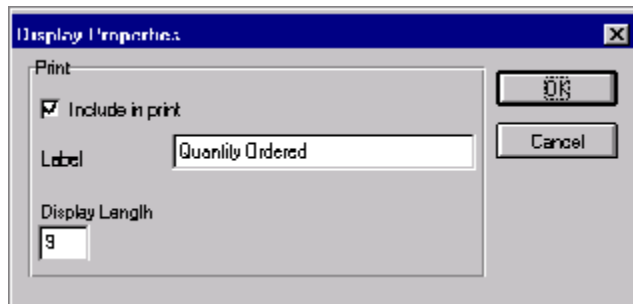 Display Properties
Print
Include in print
Label
Quantity Ordered
Display Length
9
OK
Cancel